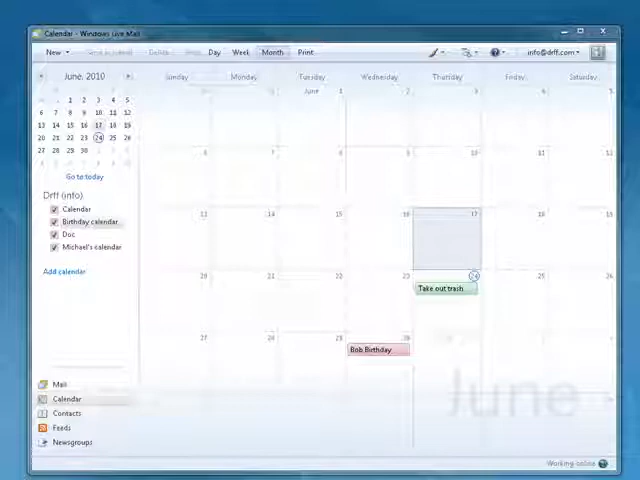 Calendar - Windows Live Mail
New Delete Day Week Month Print info@drff.com
June, 2010
Sunday Monday Tuesday Wednesday Thursday Friday Saturday
1 2 3 4 5
6 7 8 9 10 11 12
13 14 15 16 17 18 19
20 21 22 23 24 25 26
27 28 29 30
Go to today
Drff (info)
Calendar
Birthday calendar
Doc
Michael's calendar
Add calendar
June 1 2 3 4 5
6 7 8 9 10 11 12
13 14 15 16 17 18 19
20 21 22 23 24 25 26
Take out trash
27 28 29 30
Bob Birthday
Mail
Calendar
Contacts
Feeds
Newsgroups
June
Working online